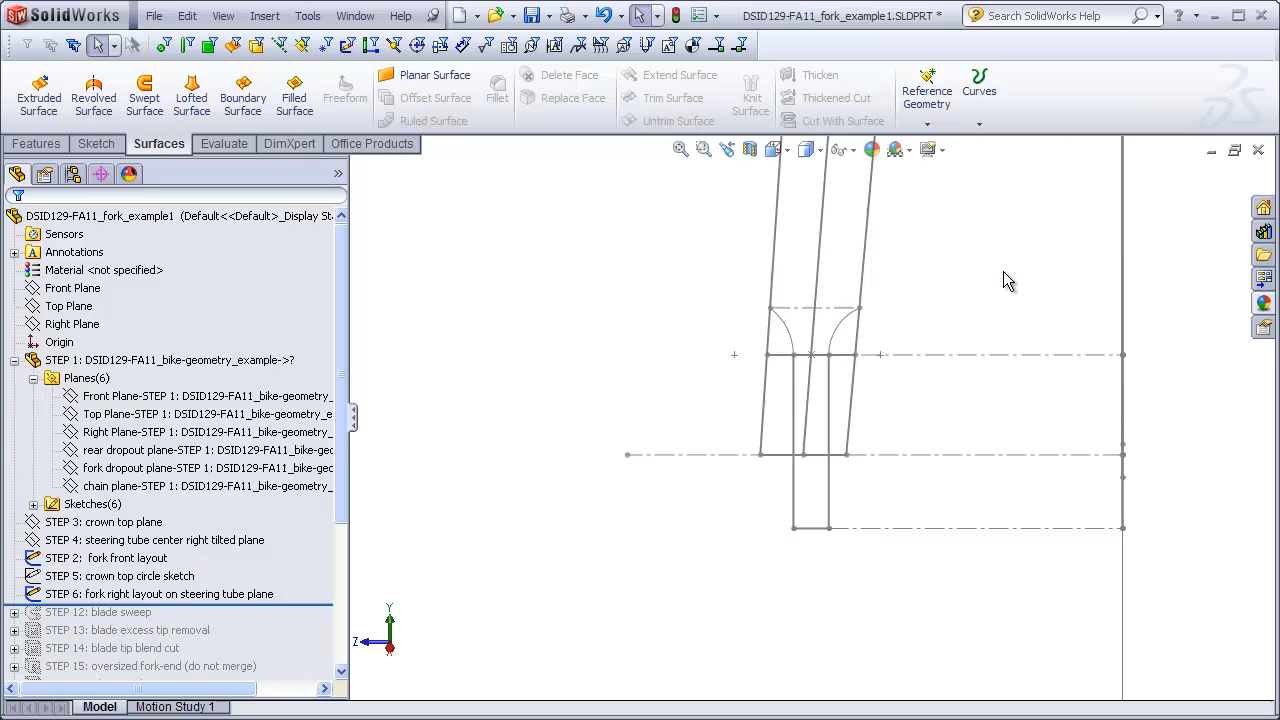 SolidWorks File Edit View Insert Tools Window Help DSID129-FA11_fork_example1.SLDPRT * Search SolidWorks Help
Extruded Surface Revolved Surface Swept Surface Lofted Surface Boundary Surface Filled Surface Freeform Planar Surface Offset Surface Ruled Surface Fillet Delete Face Replace Face Extend Surface Trim Surface Untrim Surface Knit Surface Thicken Thickened Cut Cut With Surface Reference Geometry Curves
Features Sketch Surfaces Evaluate DimXpert Office Products
DSID129-FA11_fork_example1 (Default<<Default>_Display St
Sensors
Annotations
Material <not specified>
Front Plane
Top Plane
Right Plane
Origin
STEP 1: DSID129-FA11_bike-geometry_example->?
Planes(6)
Front Plane-STEP 1: DSID129-FA11_bike-geometry_
Top Plane-STEP 1: DSID129-FA11_bike-geometry_e
Right Plane-STEP 1: DSID129-FA11_bike-geometry_
rear dropout plane-STEP 1: DSID129-FA11_bike-geo
fork dropout plane-STEP 1: DSID129-FA11_bike-geo
chain plane-STEP 1: DSID129-FA11_bike-geometry_
Sketches(6)
STEP 3: crown top plane
STEP 4: steering tube center right tilted plane
STEP 2: fork front layout
STEP 5: crown top circle sketch
STEP 6: fork right layout on steering tube plane
STEP 12: blade sweep
STEP 13: blade excess tip removal
STEP 14: blade tip blend cut
STEP 15: oversized fork-end (do not merge)
Y
Z
X
Model Motion Study 1